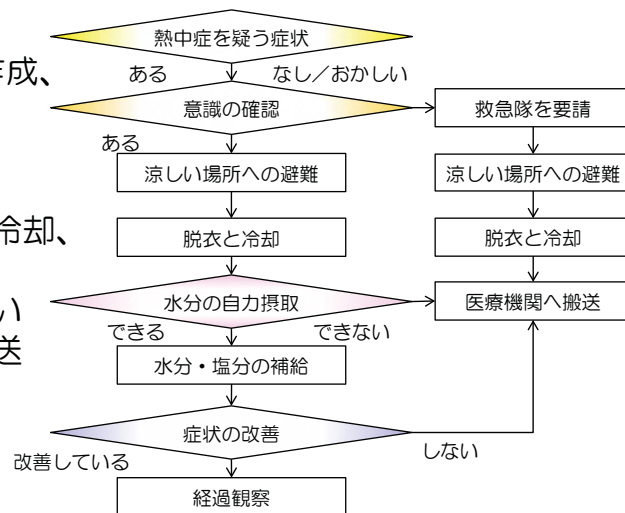 熱中症を疑う症状
成、
ある
なし／おかしい
意識の確認
救急隊を要請
ある
涼しい場所への避難
涼しい場所への避難
冷却、
脱衣と冷却
脱衣と冷却
水分の自力摂取
医療機関へ搬送
い
できる
できない
送
水分・塩分の補給
症状の改善
しない
改善している
経過観察